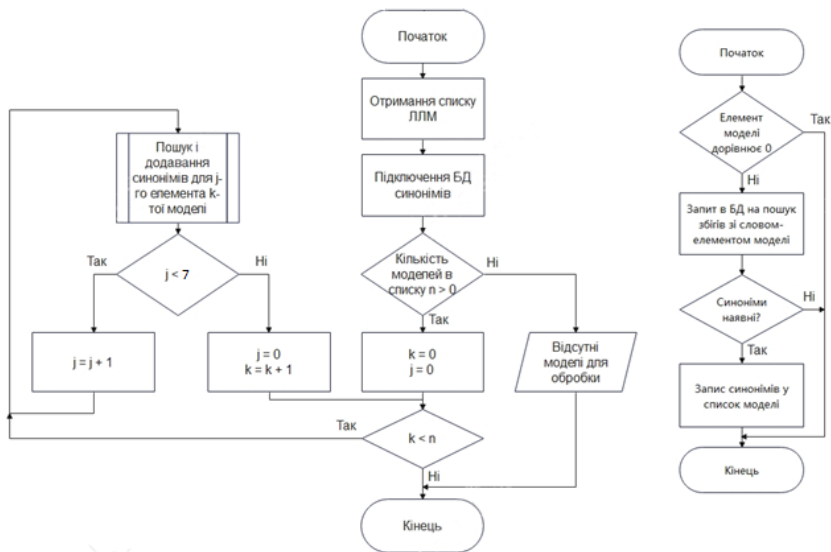 Початок
Отримання списку
ЛЛМ
Підключення БД
синонімів
Кількість
моделей в
списку n > 0
Ні
Так
k = 0
j = 0
Відсутні
моделі для
обробки
Пошук і
додавання
синонімів для j-
го елемента k-
тої моделі
Так
Ні
j < 7
j = j + 1
j = 0
k = k + 1
Так
k < n
Ні
Кінець
Початок
Елемент
моделі
дорівнює 0
Так
Ні
Запит в БД на пошук
збігів зі словом-
елементом моделі
Синоніми
наявні?
Ні
Так
Запис синонімів у
список моделі
Кінець